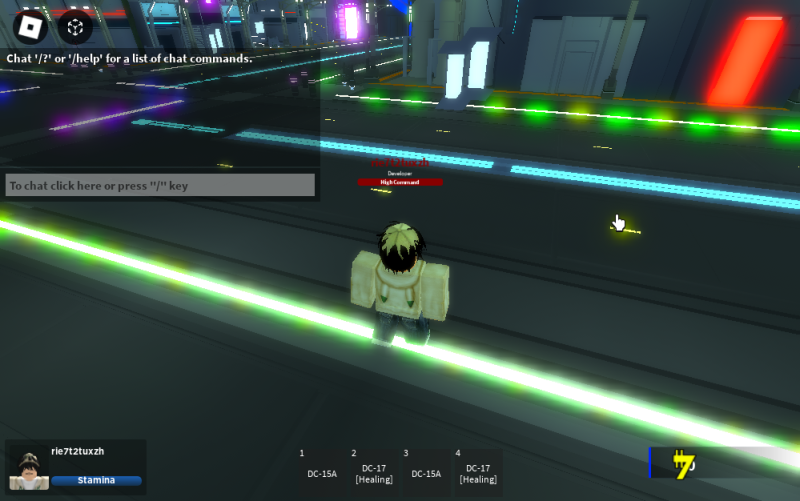 Chat '/?' or '/help' for a list of chat commands.
To chat click here or press "/" key
rie7t2tuxzh
Developer
High Command
rie7t2tuxzh
Stamina
1
DC-15A
2
DC-17
[Healing]
3
DC-15A
4
DC-17
[Healing]